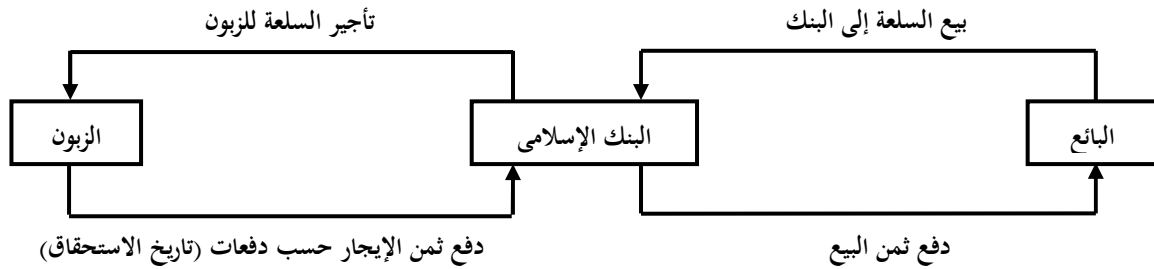 بيع السلعة إلى البنك
تأجير السلعة للزبون
البائع
البنك الإسلامي
الزبون
دفع ثمن البيع
دفع ثمن الإيجار حسب دفعات (تاريخ الاستحقاق)